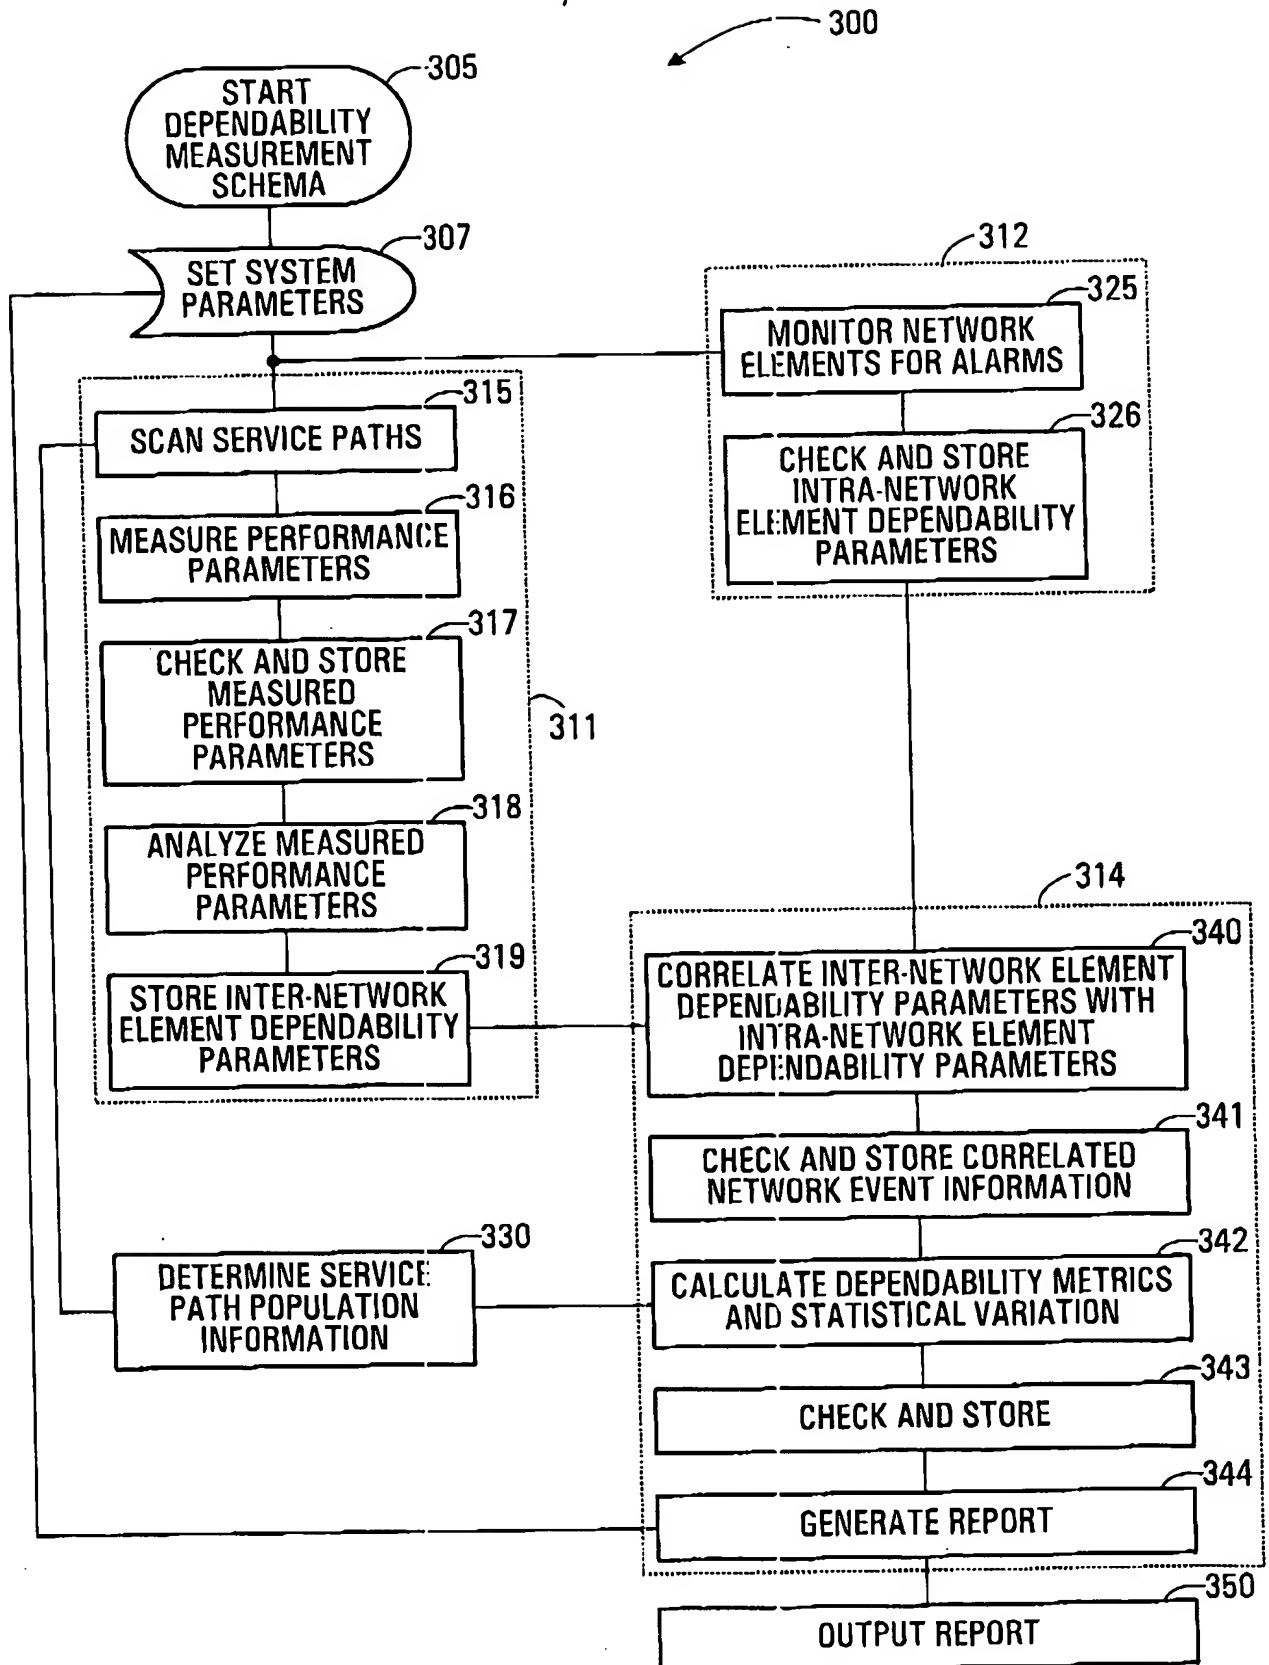 300
305
START
DEPENDABILITY
MEASUREMENT
SCHEMA
307
SET SYSTEM
PARAMETERS
312
325
MONITOR NETWORK
ELEMENTS FOR ALARMS
326
CHECK AND STORE
INTRA-NETWORK
ELEMENT DEPENDABILITY
PARAMETERS
315
SCAN SERVICE PATHS
316
MEASURE PERFORMANCE
PARAMETERS
317
CHECK AND STORE
MEASURED
PERFORMANCE
PARAMETERS
311
318
ANALYZE MEASURED
PERFORMANCE
PARAMETERS
319
STORE INTER-NETWORK
ELEMENT DEPENDABILITY
PARAMETERS
314
340
CORRELATE INTER-NETWORK ELEMENT
DEPENDABILITY PARAMETERS WITH
INTRA-NETWORK ELEMENT
DEPENDABILITY PARAMETERS
341
CHECK AND STORE CORRELATED
NETWORK EVENT INFORMATION
330
DETERMINE SERVICE
PATH POPULATION
INFORMATION
342
CALCULATE DEPENDABILITY METRICS
AND STATISTICAL VARIATION
343
CHECK AND STORE
344
GENERATE REPORT
350
OUTPUT REPORT